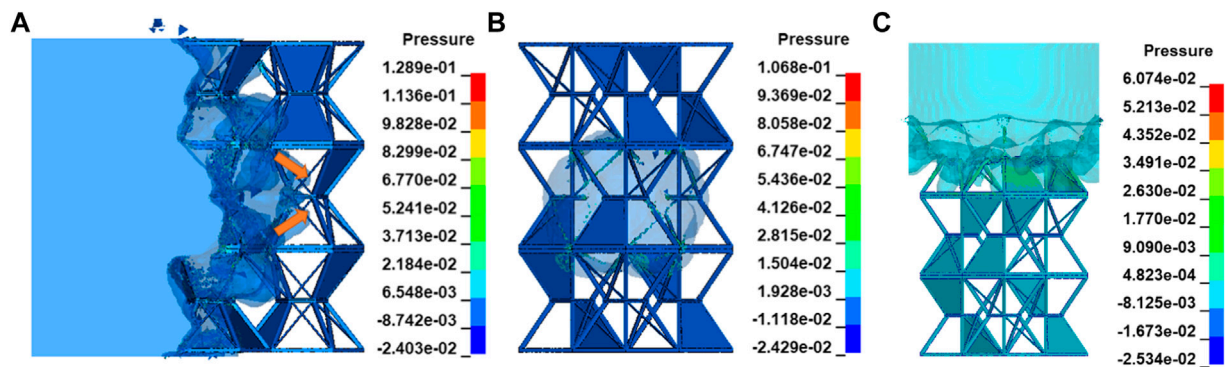 A
Pressure
1.289e-01
1.136e-01
9.828e-02
8.299e-02
6.770e-02
5.241e-02
3.713e-02
2.184e-02
6.548e-03
-8.742e-03
-2.403e-02
B
Pressure
1.068e-01
9.369e-02
8.058e-02
6.747e-02
5.436e-02
4.126e-02
2.815e-02
1.504e-02
1.928e-03
-1.118e-02
-2.429e-02
C
Pressure
6.074e-02
5.213e-02
4.352e-02
3.491e-02
2.630e-02
1.770e-02
9.090e-03
4.823e-04
-8.125e-03
-1.673e-02
-2.534e-02